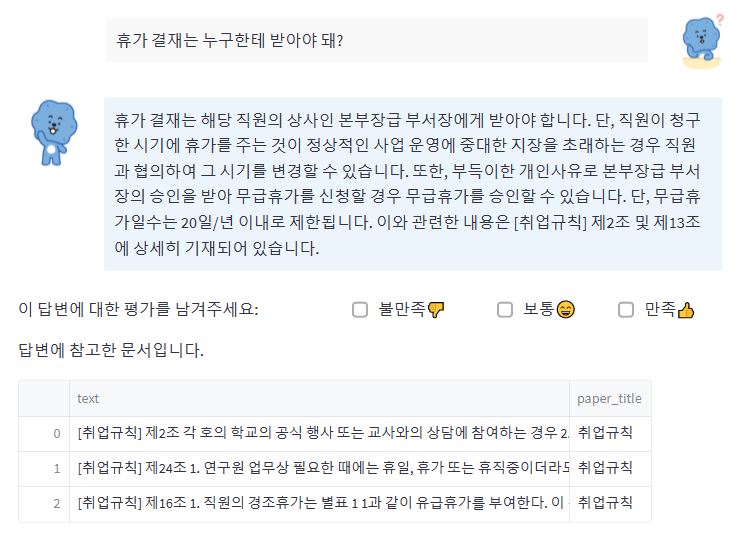 휴가 결재는 누구한테 받아야 돼?
?
휴가 결재는 해당 직원의 상사인 본부장급 부서장에게 받아야 합니다. 단, 직원이 청구
한 시기에 휴가를 주는 것이 정상적인 사업 운영에 중대한 지장을 초래하는 경우 직원
과 협의하여 그 시기를 변경할 수 있습니다. 또한, 부득이한 개인사유로 본부장급 부서
장의 승인을 받아 무급휴가를 신청할 경우 무급휴가를 승인할 수 있습니다. 단, 무급휴
가일수는 20일/년 이내로 제한됩니다. 이와 관련한 내용은 [취업규칙] 제2조 및 제13조
에 상세히 기재되어 있습니다.
이 답변에 대한 평가를 남겨주세요: 불만족👎 보통😄 만족👍
답변에 참고한 문서입니다.
text paper_title
0 [취업규칙] 제2조 각 호의 학교의 공식 행사 또는 교사와의 상담에 참여하는 경우 2. 취업규칙
1 [취업규칙] 제24조 1. 연구원 업무상 필요한 때에는 휴일, 휴가 또는 휴직중이더라도 취업규칙
2 [취업규칙] 제16조 1. 직원의 경조휴가는 별표 1 1과 같이 유급휴가를 부여한다. 이 취업규칙